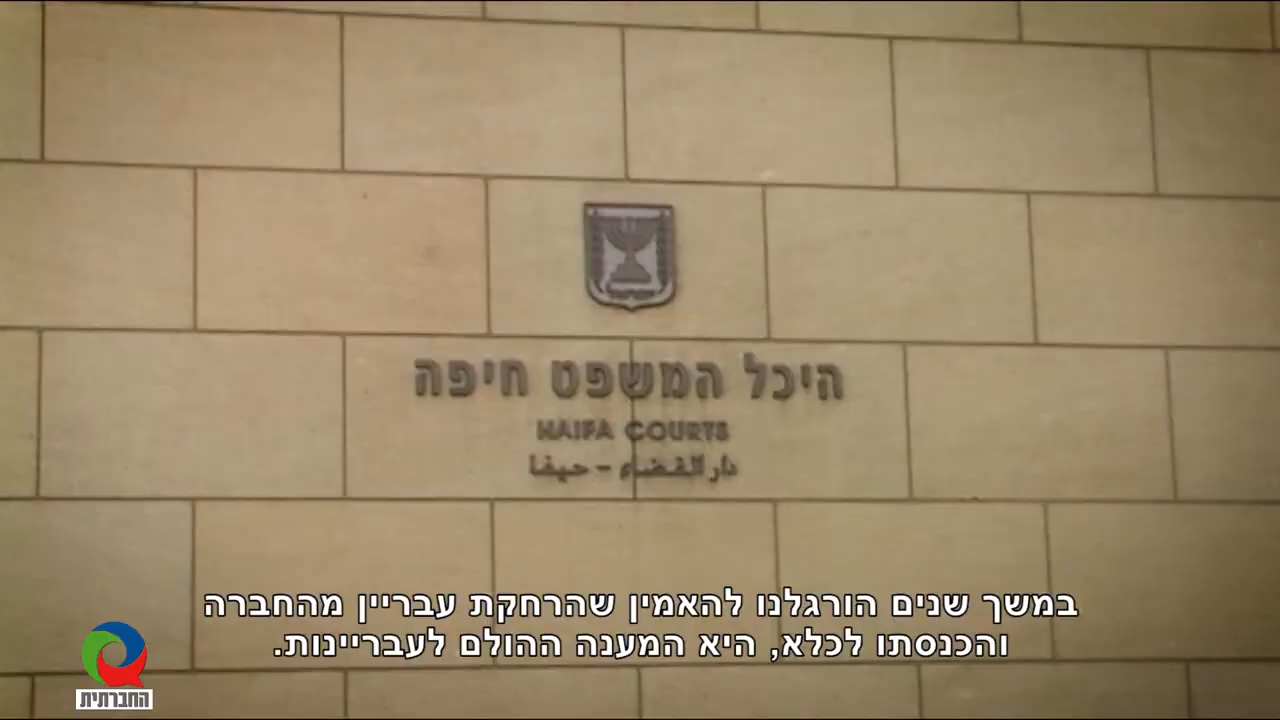 היכל המשפט חיפה
HAIFA COURTS
دار القضاء - حيفا
במשך שנים הורגלנו להאמין שהרחקת עבריין מהחברה
והכנסתו לכלא, היא המענה ההולם לעבריינות.
החברתית